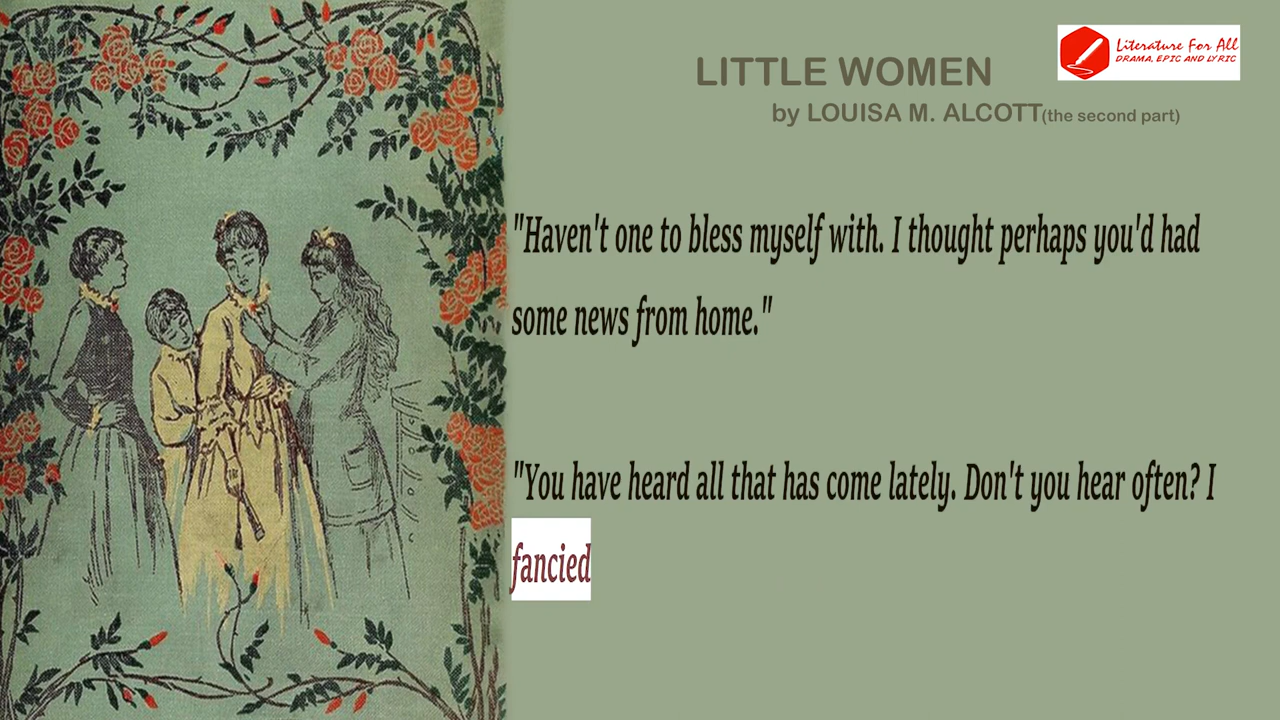 LITTLE WOMEN
by LOUISA M. ALCOTT(the second part)
Literature For All
DRAMA, EPIC AND LYRIC
"Haven't one to bless myself with. I thought perhaps you'd had
some news from home."
"You have heard all that has come lately. Don't you hear often? I
fancied